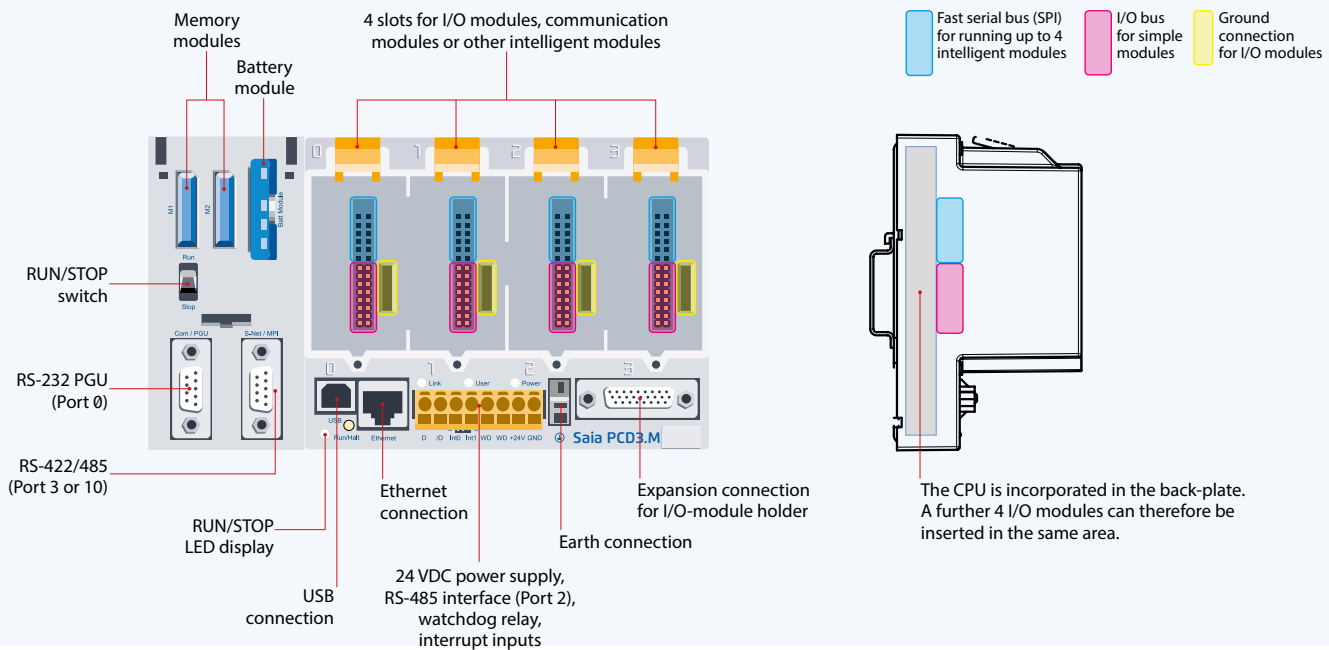 Memory
modules
Battery
module
4 slots for I/O modules, communication
modules or other intelligent modules
Fast serial bus (SPI)
for running up to 4
intelligent modules
I/O bus
for simple
modules
Ground
connection
for I/O modules
0
1
2
3
M1
M2
Batt Module
Run
Stop
RUN/STOP
switch
Com / PGU
S-Net / MPI
RS-232 PGU
(Port 0)
RS-422/485
(Port 3 or 10)
0
1
2
3
Link
User
Power
USB
Run/Halt
Ethernet
D /D Int0 Int1 WD WD +24V GND
Saia PCD3.M
RUN/STOP
LED display
USB
connection
Ethernet
connection
24 VDC power supply,
RS-485 interface (Port 2),
watchdog relay,
interrupt inputs
Earth connection
Expansion connection
for I/O-module holder
The CPU is incorporated in the back-plate.
A further 4 I/O modules can therefore be
inserted in the same area.